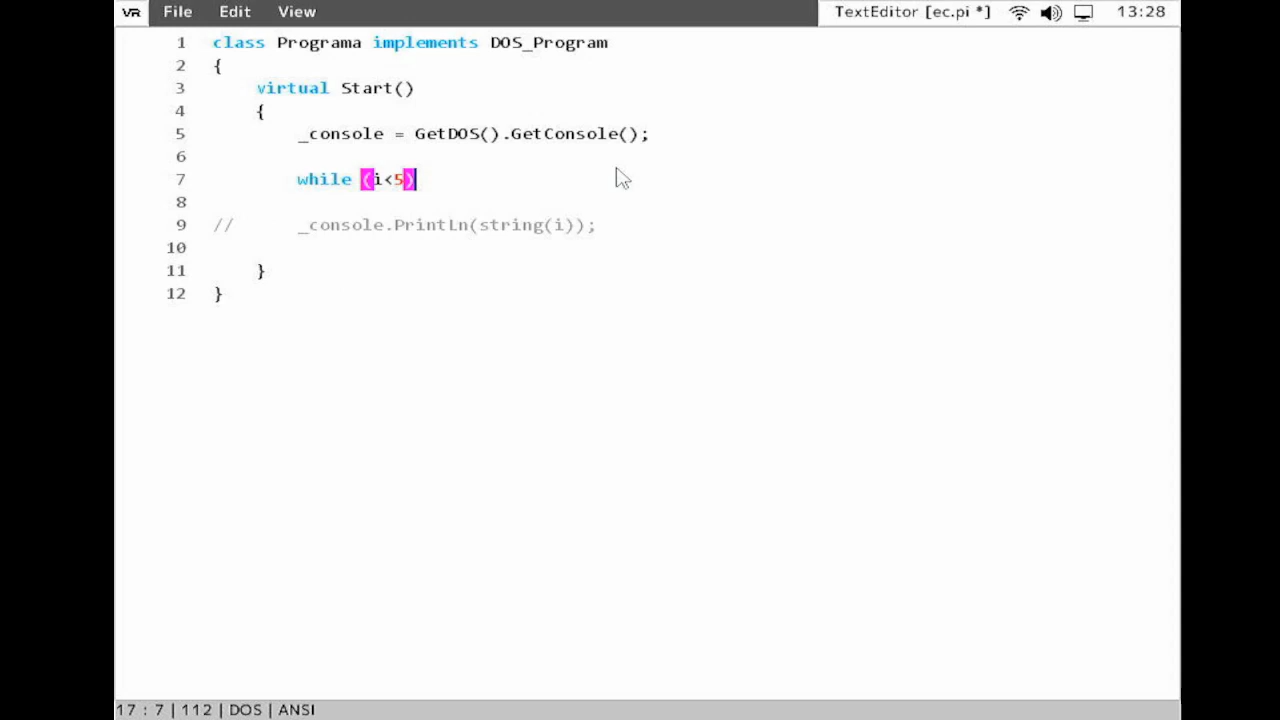 VR File Edit View TextEditor [ec.pi *] 13:28
1 class Programa implements DOS_Program
2 {
3 virtual Start()
4 {
5 _console = GetDOS().GetConsole();
6
7 while (i<5)
8
9 // _console.PrintLn(string(i));
10
11 }
12 }
17 : 7 | 112 | DOS | ANSI